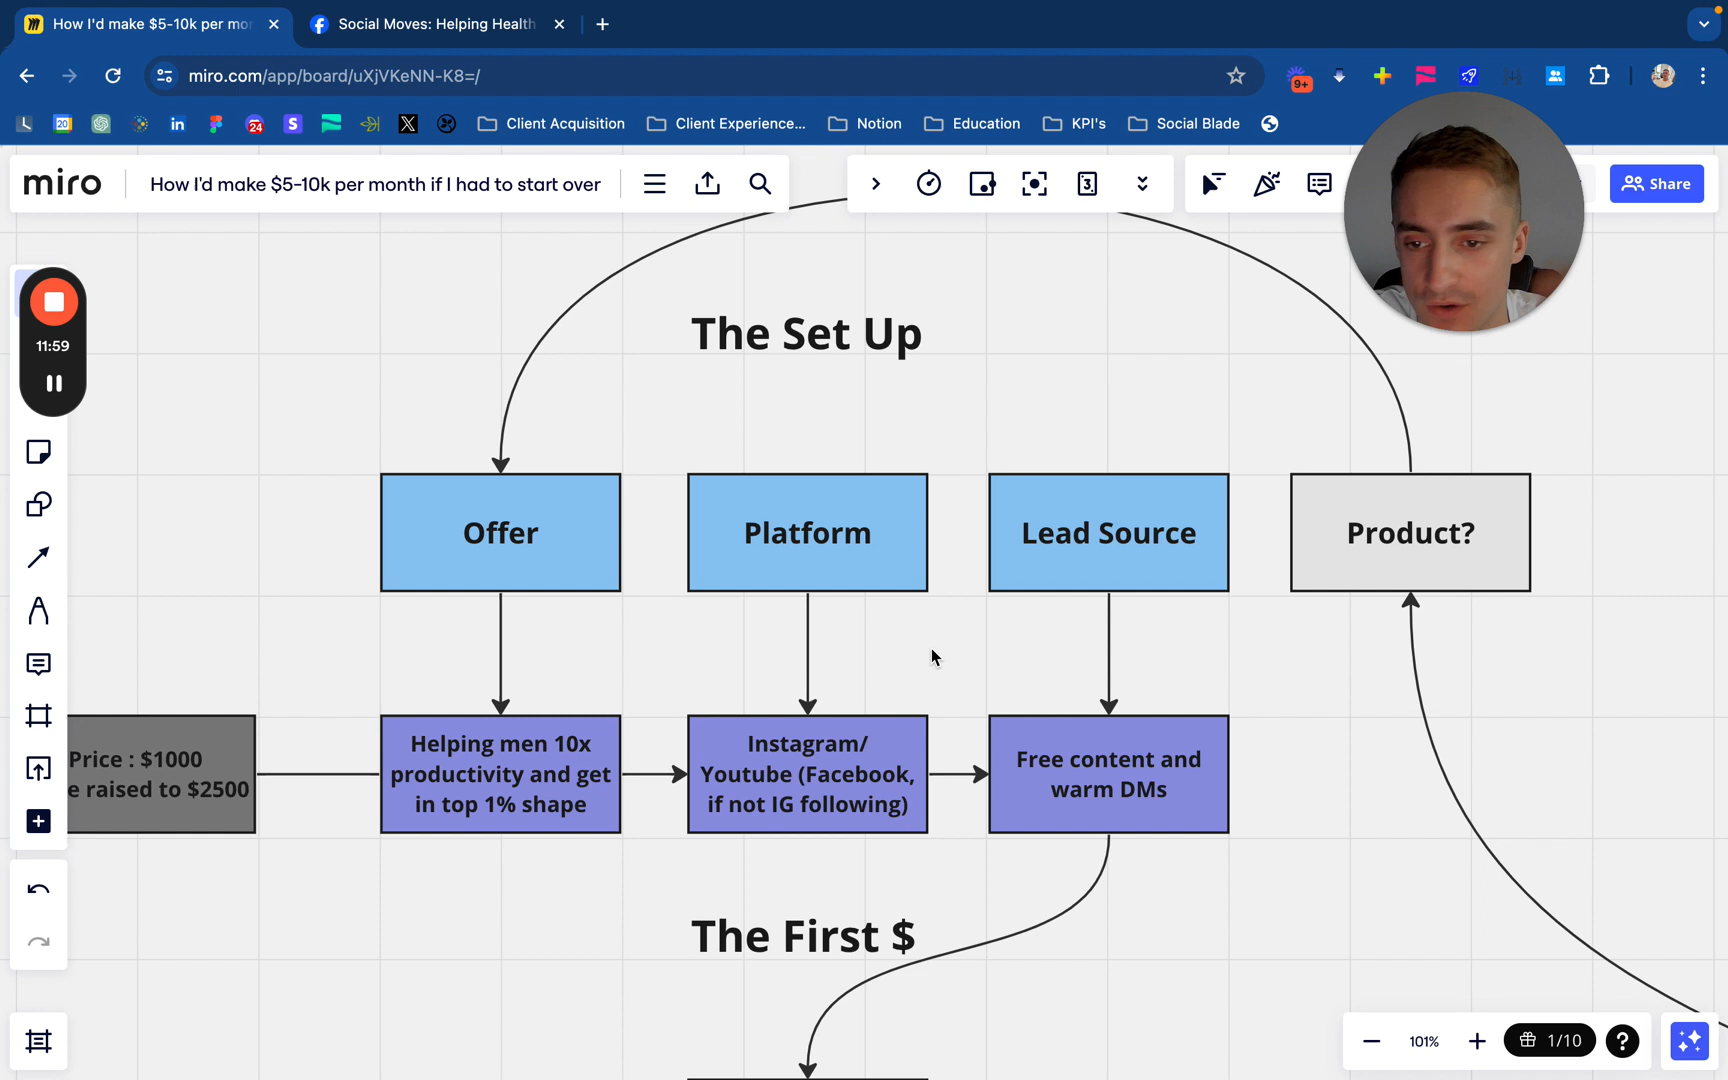 How I'd make $5-10k per mo
Social Moves: Helping Health
miro.com/app/board/uXjVKeNN-K8=/
9+
20
24
Client Acquisition
Client Experience...
Notion
Education
KPI's
Social Blade
miro
How I'd make $5-10k per month if I had to start over
3
Share
11:59
The Set Up
Offer
Platform
Lead Source
Product?
Price : $1000
e raised to $2500
Helping men 10x
productivity and get
in top 1% shape
Instagram/
Youtube (Facebook,
if not IG following)
Free content and
warm DMs
The First $
101%
1/10
?